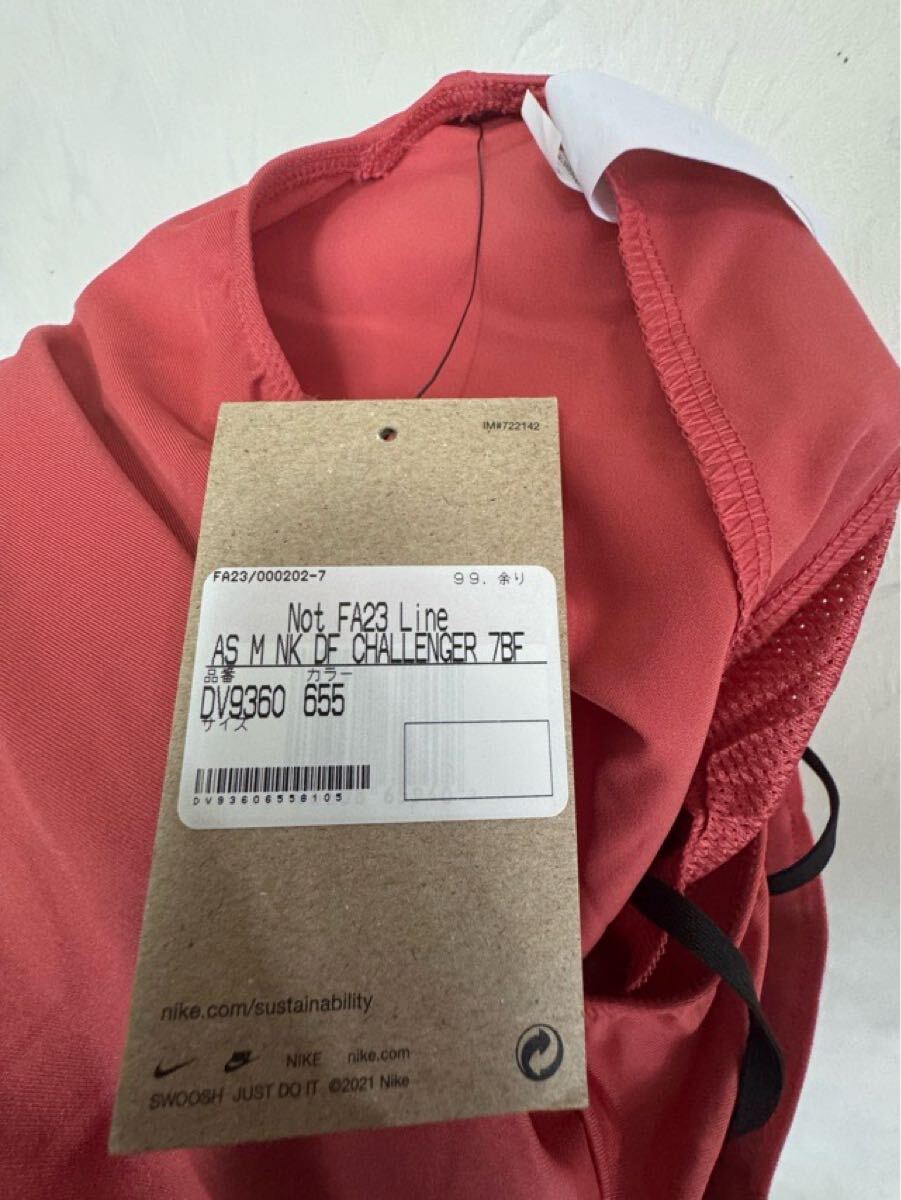 IM#722142
FA23/000202-7 99. 余り
Not FA23 Line
AS M NK DF CHALLENGER 7BF
品番 カラー
DV9360 655
サイズ
DV93606558105
nike.com/sustainability
NIKE nike.com
SWOOSH JUST DO IT ©2021 Nike